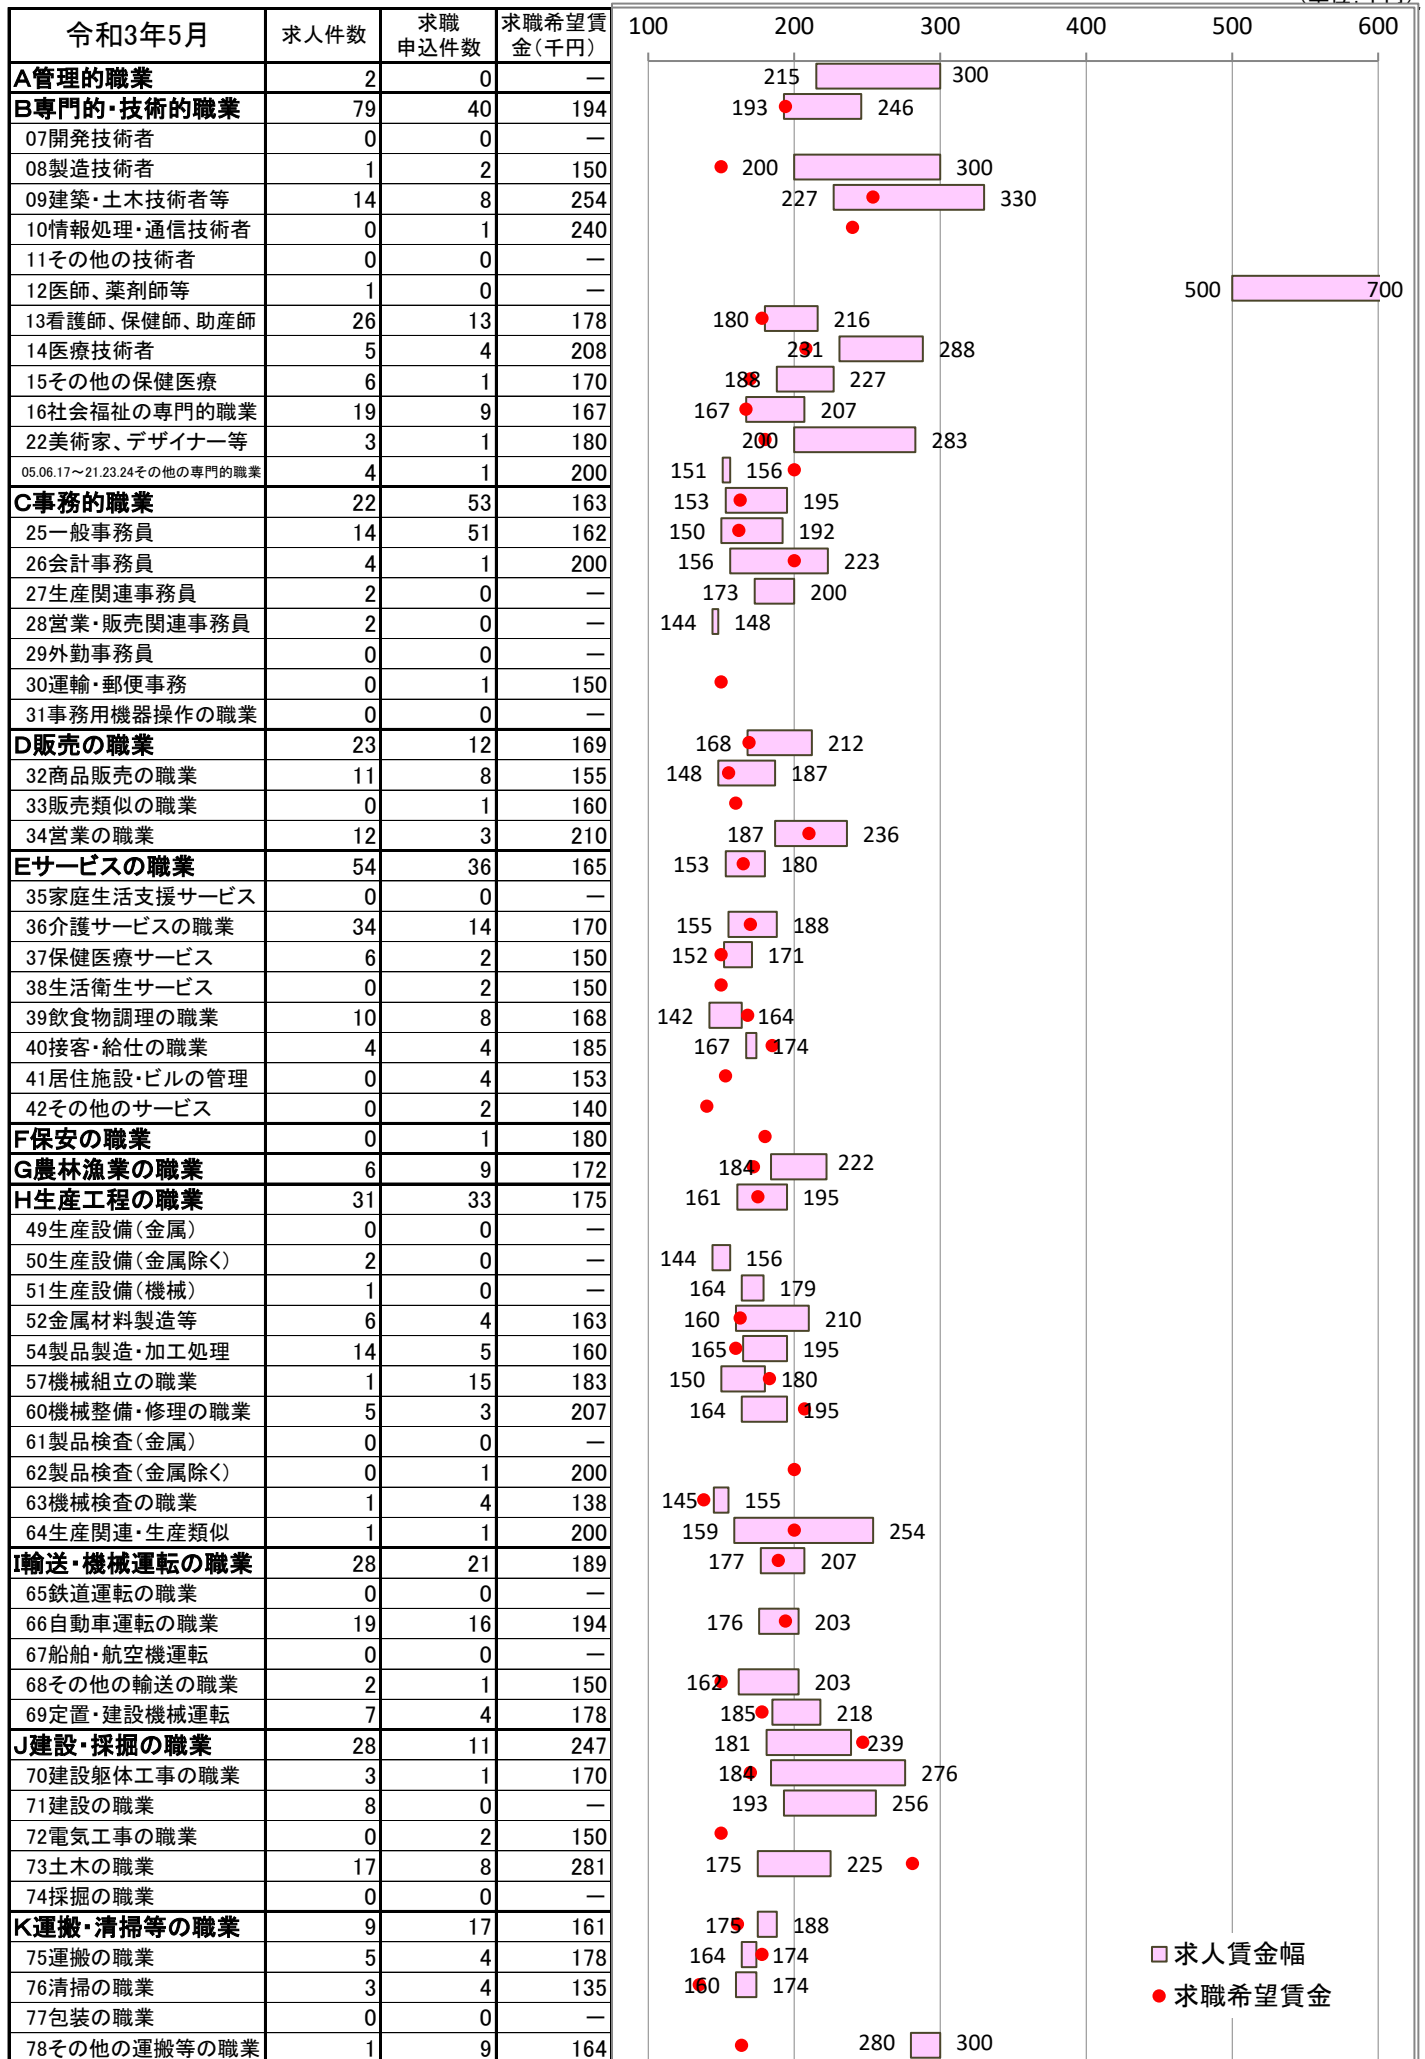 (単位:千円)
令和3年5月 求人件数 求職申込件数 求職希望賃金(千円) 100 200 300 400 500 600
A管理的職業 2 0 ― 215 300
B専門的・技術的職業 79 40 194 193 246
07開発技術者 0 0 ―
08製造技術者 1 2 150 200 300
09建築・土木技術者等 14 8 254 227 330
10情報処理・通信技術者 0 1 240
11その他の技術者 0 0 ―
12医師、薬剤師等 1 0 ― 500 700
13看護師、保健師、助産師 26 13 178 180 216
14医療技術者 5 4 208 231 288
15その他の保健医療 6 1 170 188 227
16社会福祉の専門的職業 19 9 167 167 207
22美術家、デザイナー等 3 1 180 200 283
05.06.17～21.23.24その他の専門的職業 4 1 200 151 156
C事務的職業 22 53 163 153 195
25一般事務員 14 51 162 150 192
26会計事務員 4 1 200 156 223
27生産関連事務員 2 0 ― 173 200
28営業・販売関連事務員 2 0 ― 144 148
29外勤事務員 0 0 ―
30運輸・郵便事務 0 1 150
31事務用機器操作の職業 0 0 ―
D販売の職業 23 12 169 168 212
32商品販売の職業 11 8 155 148 187
33販売類似の職業 0 1 160
34営業の職業 12 3 210 187 236
Eサービスの職業 54 36 165 153 180
35家庭生活支援サービス 0 0 ―
36介護サービスの職業 34 14 170 155 188
37保健医療サービス 6 2 150 152 171
38生活衛生サービス 0 2 150
39飲食物調理の職業 10 8 168 142 164
40接客・給仕の職業 4 4 185 167 174
41居住施設・ビルの管理 0 4 153
42その他のサービス 0 2 140
F保安の職業 0 1 180
G農林漁業の職業 6 9 172 184 222
H生産工程の職業 31 33 175 161 195
49生産設備(金属) 0 0 ―
50生産設備(金属除く) 2 0 ― 144 156
51生産設備(機械) 1 0 ― 164 179
52金属材料製造等 6 4 163 160 210
54製品製造・加工処理 14 5 160 165 195
57機械組立の職業 1 15 183 150 180
60機械整備・修理の職業 5 3 207 164 195
61製品検査(金属) 0 0 ―
62製品検査(金属除く) 0 1 200
63機械検査の職業 1 4 138 145 155
64生産関連・生産類似 1 1 200 159 254
I輸送・機械運転の職業 28 21 189 177 207
65鉄道運転の職業 0 0 ―
66自動車運転の職業 19 16 194 176 203
67船舶・航空機運転 0 0 ―
68その他の輸送の職業 2 1 150 162 203
69定置・建設機械運転 7 4 178 185 218
J建設・採掘の職業 28 11 247 181 239
70建設躯体工事の職業 3 1 170 184 276
71建設の職業 8 0 ― 193 256
72電気工事の職業 0 2 150
73土木の職業 17 8 281 175 225
74採掘の職業 0 0 ―
K運搬・清掃等の職業 9 17 161 175 188
75運搬の職業 5 4 178 164 174
76清掃の職業 3 4 135 160 174
77包装の職業 0 0 ―
78その他の運搬等の職業 1 9 164 280 300
求人賃金幅
求職希望賃金